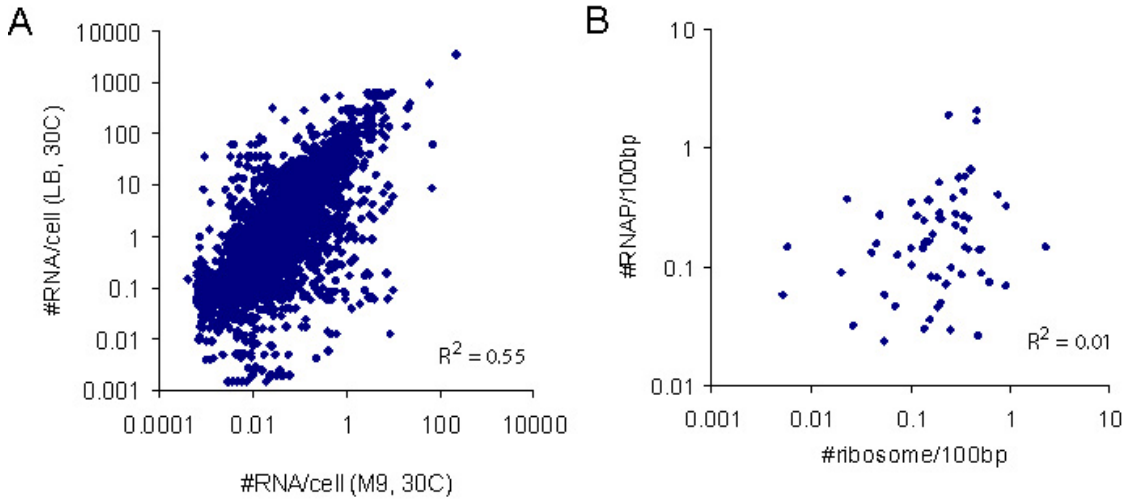 A
10000
1000
100
10
1
0.1
0.01
0.001
#RNA/cell (LB, 30C)
R² = 0.55
0.0001 0.01 1 100 10000
#RNA/cell (M9, 30C)
B
10
1
0.1
0.01
#RNAP/100bp
R² = 0.01
0.001 0.01 0.1 1 10
#ribosome/100bp